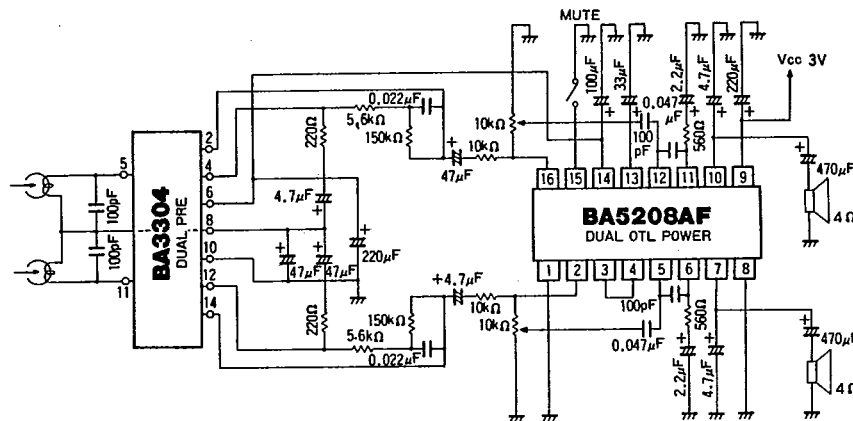 MUTE
Vcc 3V
100μF
33μF
0.047
μF
2.2μF
4.7μF
220μF
0.022μF
5,6kΩ
150kΩ
220Ω
10kΩ
10kΩ
47μF
100
pF
560Ω
470μF
4Ω
2
4
6
8
10
12
14
5
11
100pF
100pF
BA3304
DUAL PRE
4.7μF
47μF
47μF
220μF
220Ω
16
15
14
13
12
11
10
9
BA5208AF
DUAL OTL POWER
1
2
3
4
5
6
7
8
+4.7μF
150kΩ
5.6kΩ
0.022μF
10kΩ
10kΩ
100pF
0.047μF
560Ω
2.2μF
4.7μF
470μF
4Ω